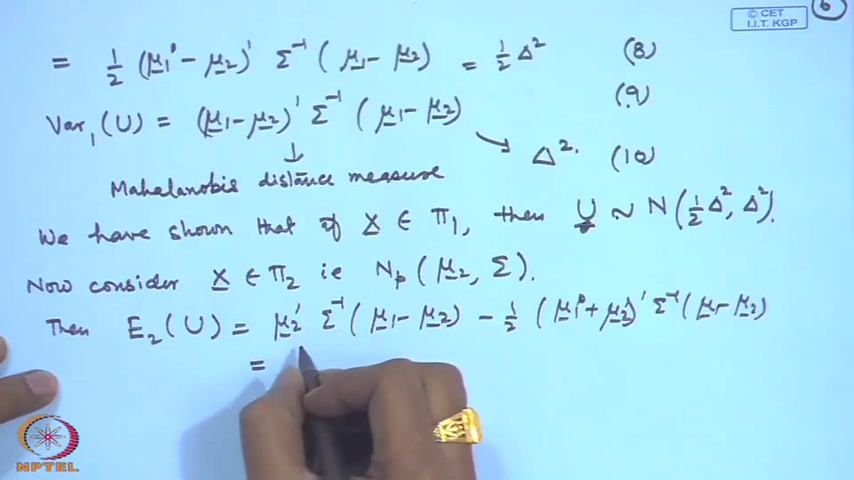 © CET
I.I.T. KGP
6
= 1/2 (μ1 - μ2)' Σ⁻¹ (μ1 - μ2) = 1/2 Δ² (8)
Var₁(U) = (μ1 - μ2)' Σ⁻¹ (μ1 - μ2) (9)
→ Δ². (10)
↓
Mahalanobis distance measure
We have shown that if X ∈ Π₁, then U ~ N(1/2 Δ², Δ²).
Now consider X ∈ Π₂ ie Nₚ(μ2, Σ).
Then E₂(U) = μ2' Σ⁻¹ (μ1 - μ2) - 1/2 (μ1 + μ2)' Σ⁻¹ (μ1 - μ2)
=
NPTEL